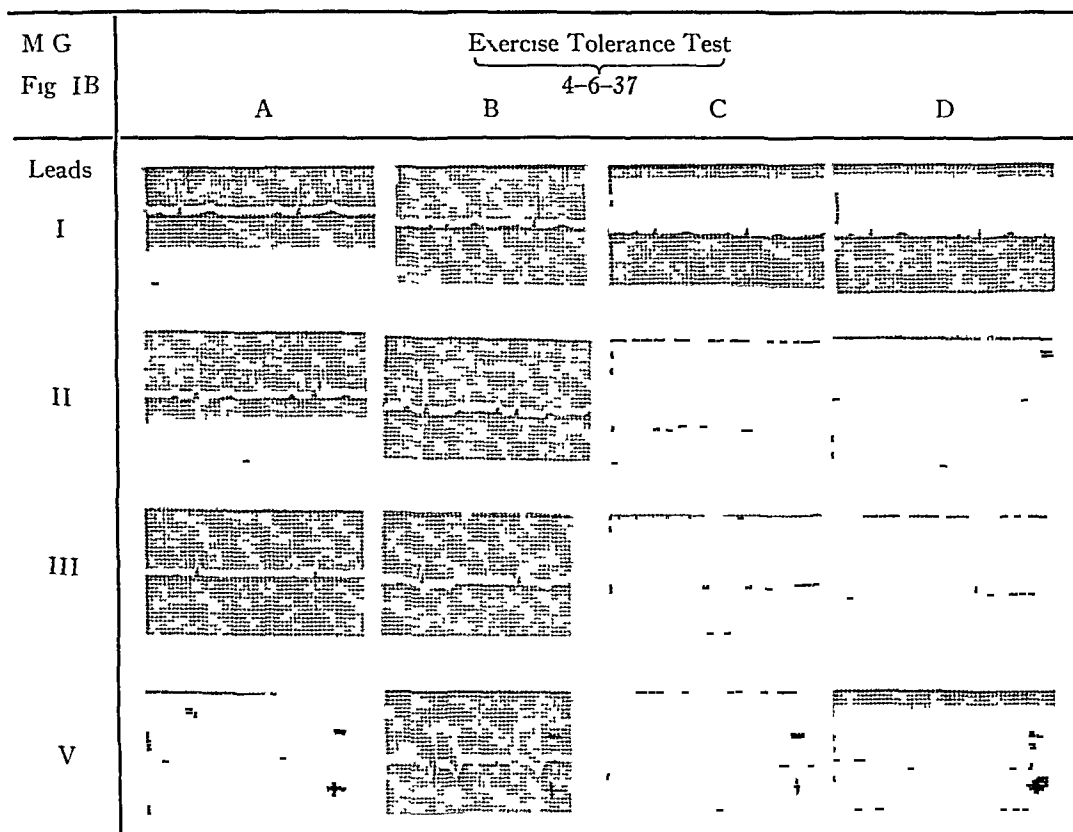 M G
Exercise Tolerance Test
Fig IB
4-6-37
A B C D
Leads
I
II
III
V